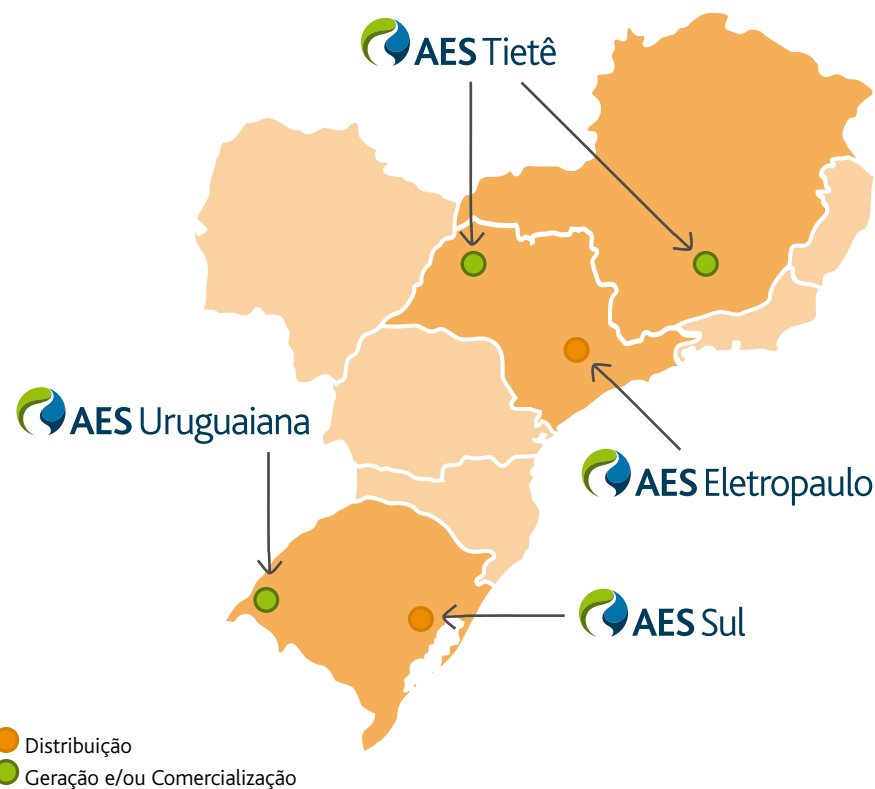 AES Tietê
AES Uruguaiana
AES Eletropaulo
AES Sul
Distribuição
Geração e/ou Comercialização